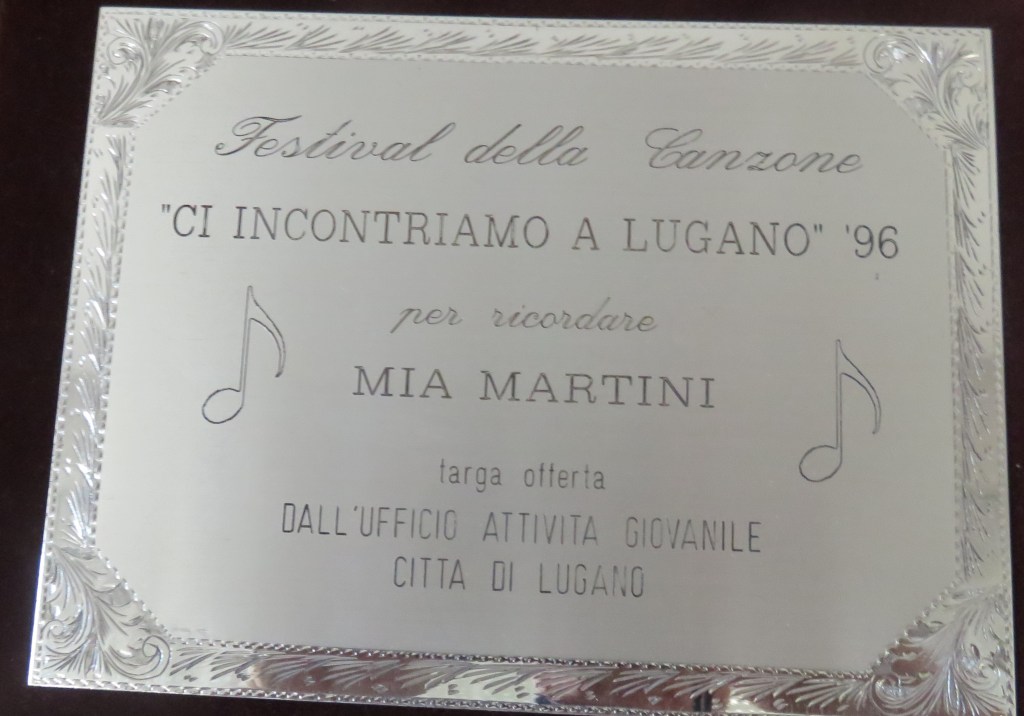 Festival della Canzone
"CI INCONTRIAMO A LUGANO" '96
per ricordare
MIA MARTINI
targa offerta
DALL'UFFICIO ATTIVITA GIOVANILE
CITTA DI LUGANO